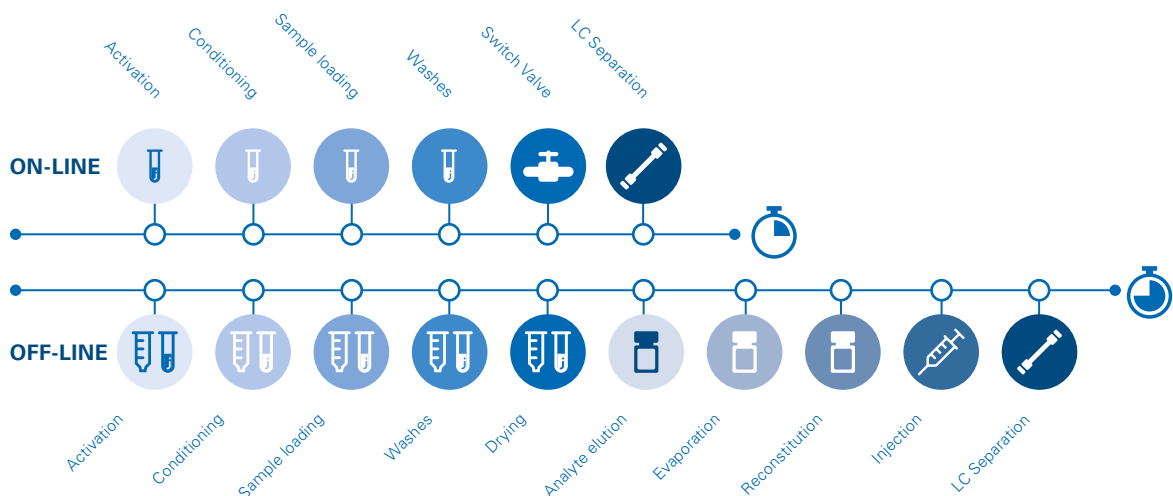 Activation
Conditioning
Sample loading
Washes
Switch Valve
LC Separation
ON-LINE
OFF-LINE
Activation
Conditioning
Sample loading
Washes
Drying
Analyte elution
Evaporation
Reconstitution
Injection
LC Separation